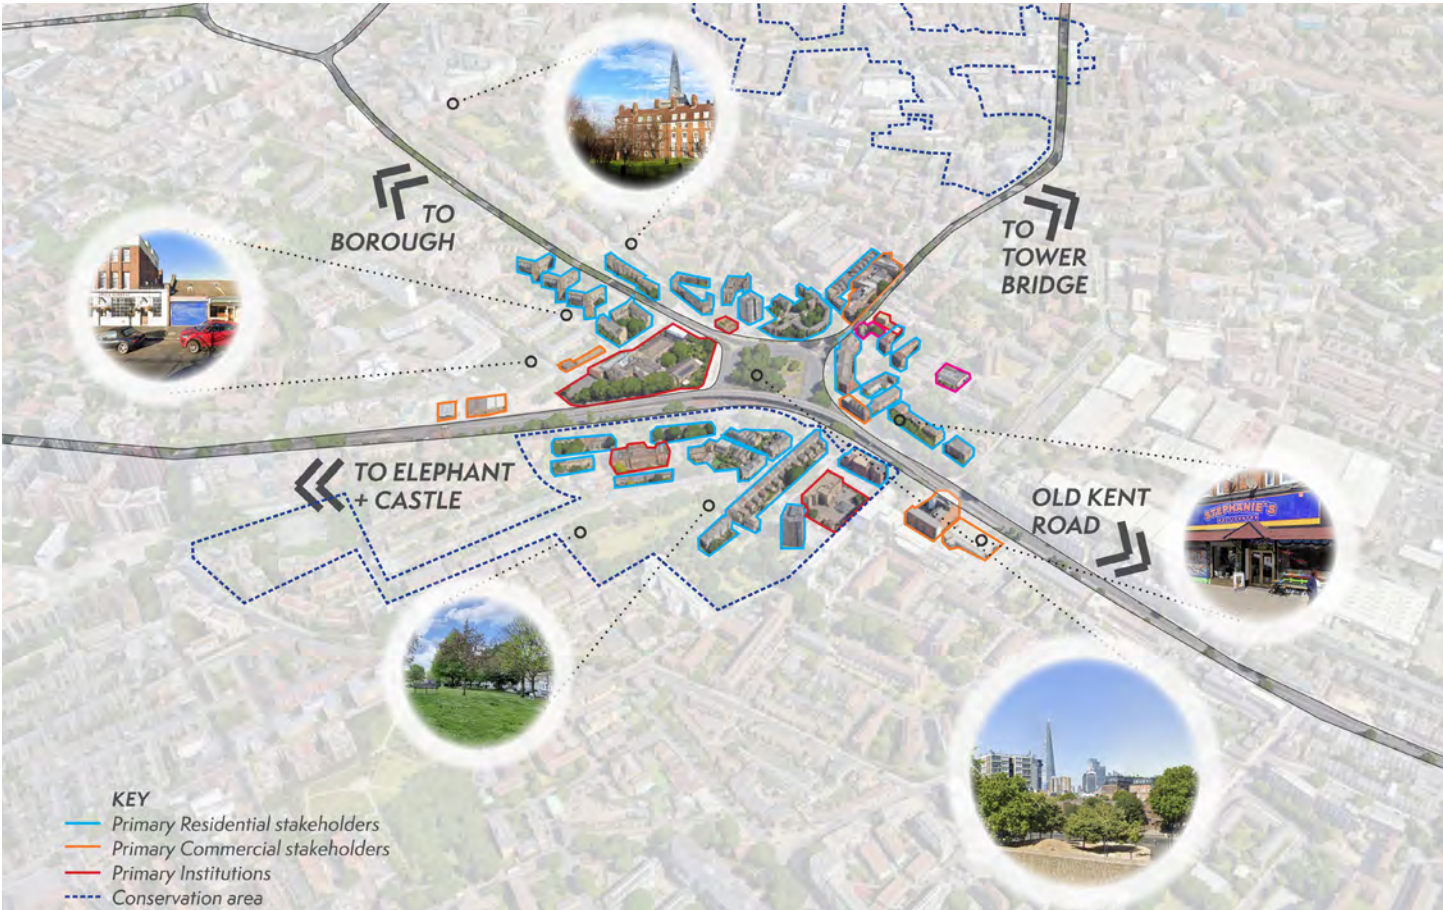 TO
BOROUGH
TO
TOWER
BRIDGE
TO ELEPHANT
+ CASTLE
OLD KENT
ROAD
STEPHANIE'S
KEY
Primary Residential stakeholders
Primary Commercial stakeholders
Primary Institutions
Conservation area